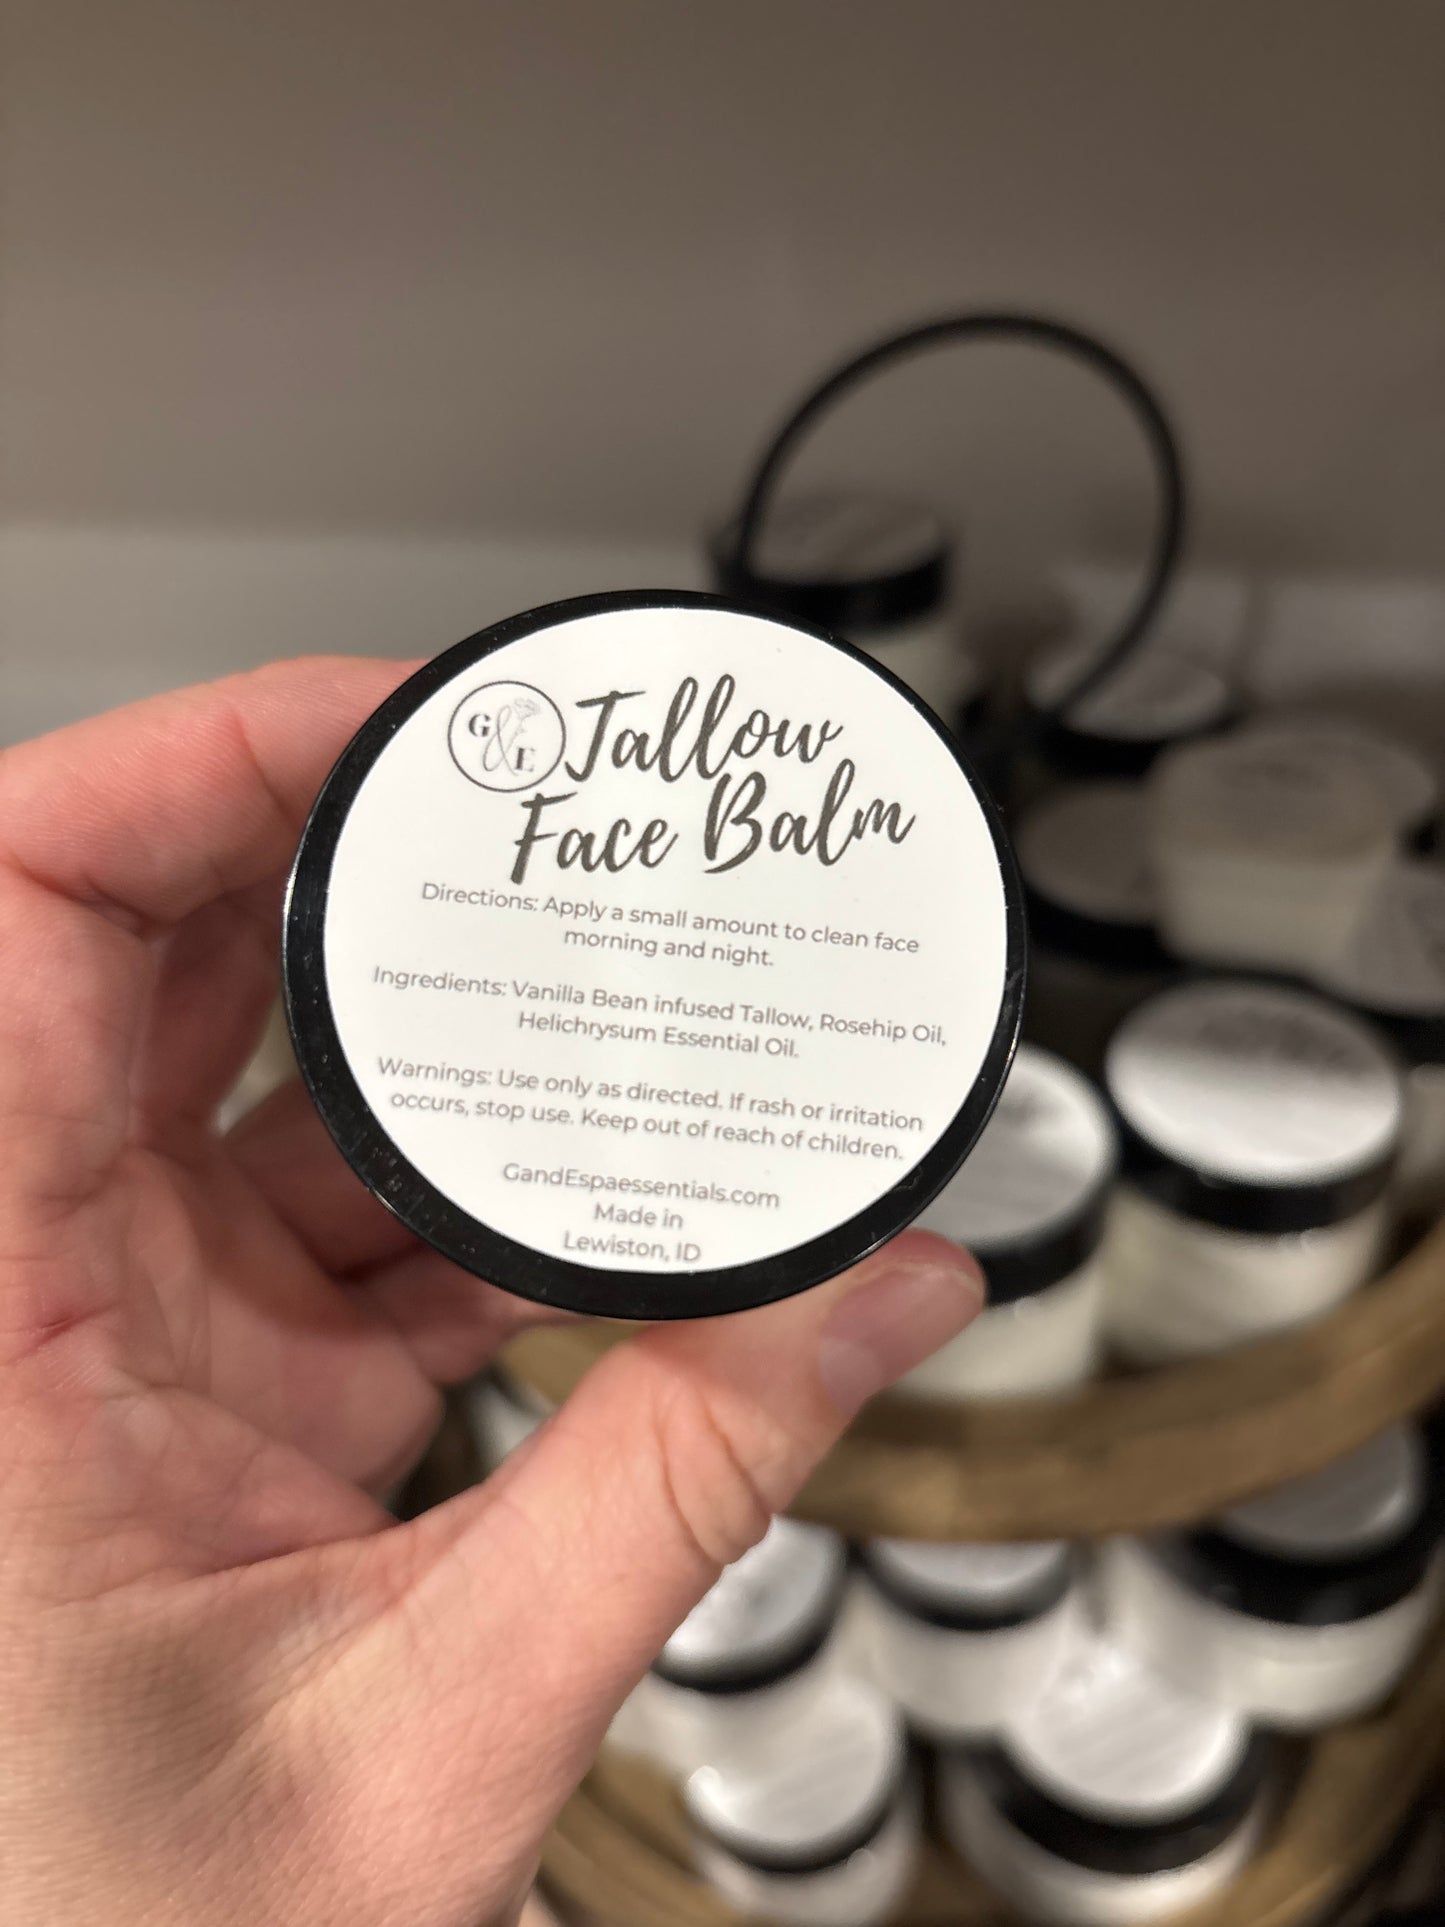 G&E
Tallow
Face Balm
Directions: Apply a small amount to clean face
morning and night.
Ingredients: Vanilla Bean infused Tallow, Rosehip Oil,
Helichrysum Essential Oil.
Warnings: Use only as directed. If rash or irritation
occurs, stop use. Keep out of reach of children.
GandEspaessentials.com
Made in
Lewiston, ID